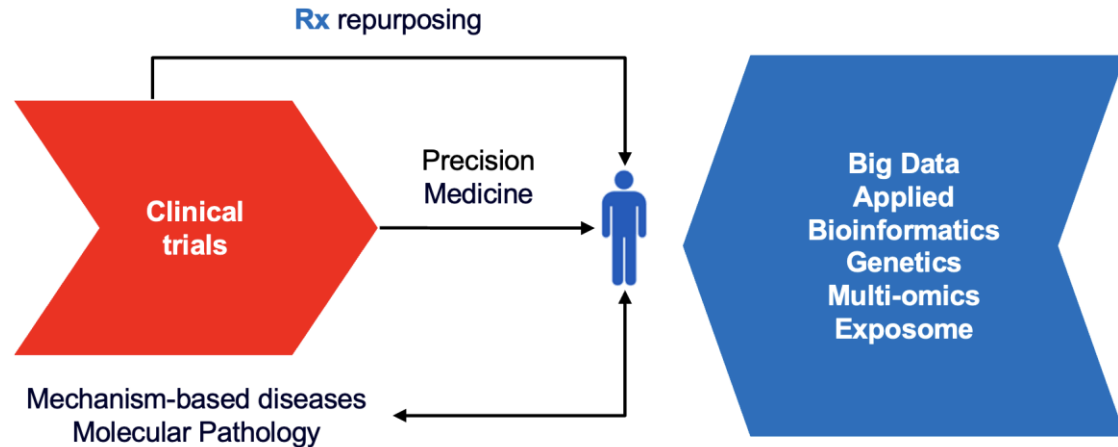 Rx repurposing
Precision
Medicine
Clinical
trials
Big Data
Applied
Bioinformatics
Genetics
Multi-omics
Exposome
Mechanism-based diseases
Molecular Pathology